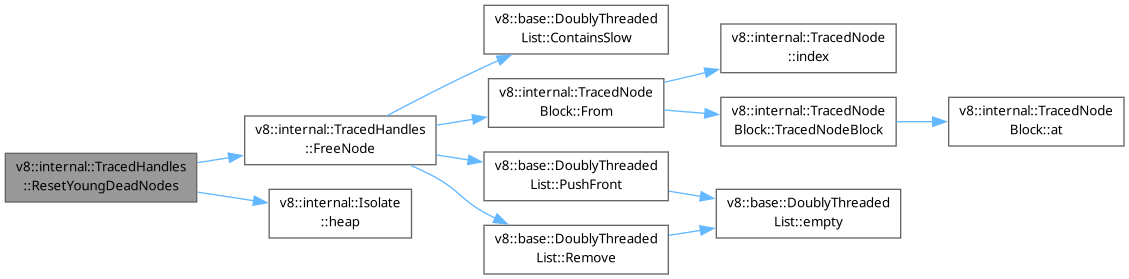 v8::internal::TracedHandles
::ResetYoungDeadNodes
v8::internal::TracedHandles
::FreeNode
v8::internal::Isolate
::heap
v8::base::DoublyThreaded
List::ContainsSlow
v8::internal::TracedNode
Block::From
v8::base::DoublyThreaded
List::PushFront
v8::base::DoublyThreaded
List::Remove
v8::internal::TracedNode
::index
v8::internal::TracedNode
Block::TracedNodeBlock
v8::base::DoublyThreaded
List::empty
v8::internal::TracedNode
Block::at